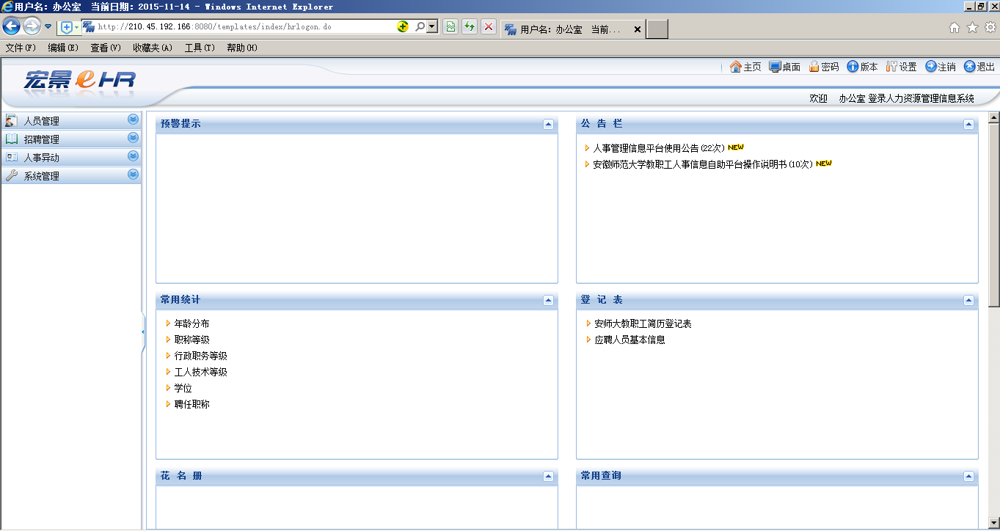 用户名: 办公室 当前日期: 2015-11-14 - Windows Internet Explorer
http://210.45.192.166:8080/templates/index/hrlogon.do
用户名: 办公室 当前...
文件(F) 编辑(E) 查看(V) 收藏夹(A) 工具(T) 帮助(H)
宏景eHR
主页 桌面 密码 版本 设置 注销 退出
欢迎 办公室 登录人力资源管理信息系统
人员管理
招聘管理
人事异动
系统管理
预警提示
公 告 栏
人事管理信息平台使用公告(22次) NEW
安徽师范大学教职工人事信息自助平台操作说明书(10次) NEW
常用统计
年龄分布
职称等级
行政职务等级
工人技术等级
学位
聘任职称
登 记 表
安师大教职工简历登记表
应聘人员基本信息
花 名 册
常用查询